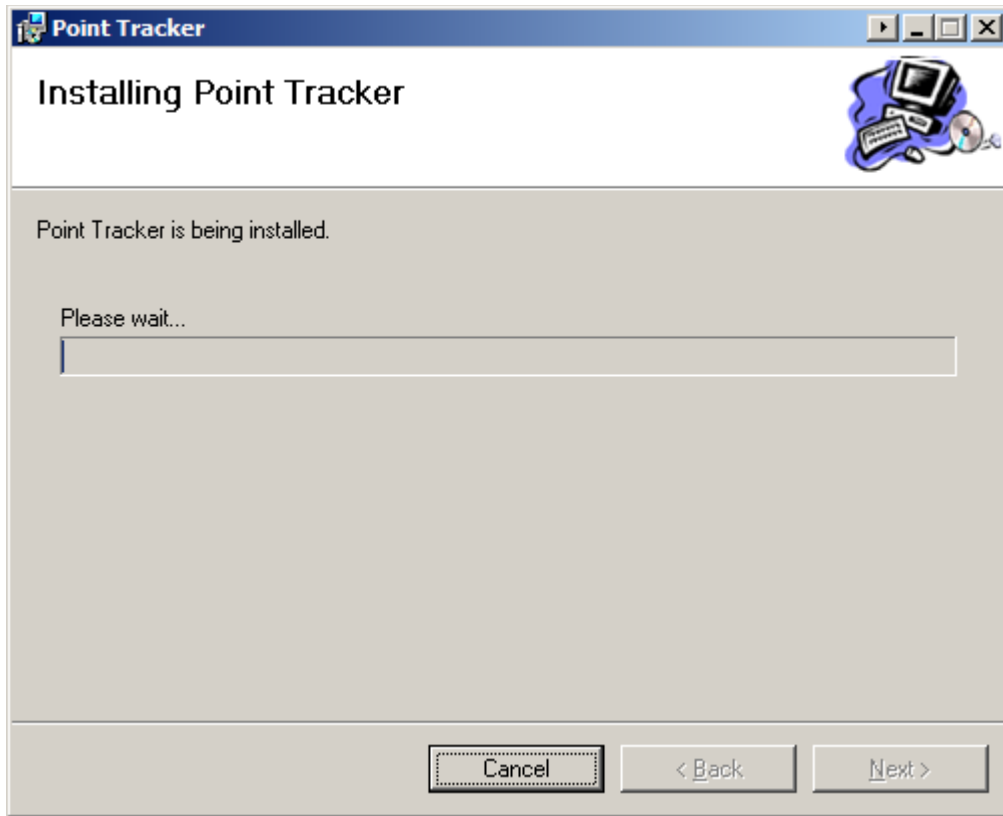 Point Tracker
Installing Point Tracker
Point Tracker is being installed.
Please wait...
Cancel
< Back
Next >